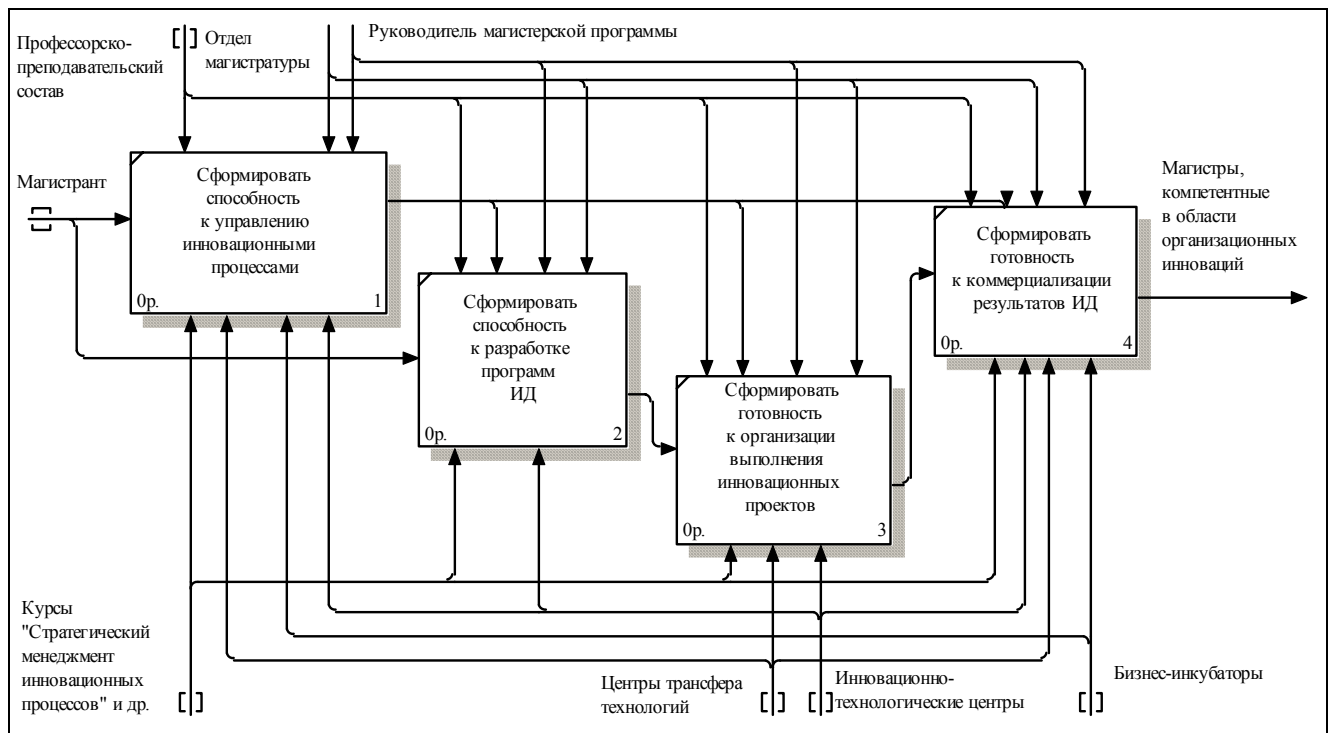 Профессорско-
преподавательский
состав
Отдел
магистратуры
Руководитель магистерской программы
Магистрант
Сформировать
способность
к управлению
инновационными
процессами
0р. 1
Сформировать
способность
к разработке
программ
ИД
0р. 2
Сформировать
готовность
к организации
выполнения
инновационных
проектов
0р. 3
Сформировать
готовность
к коммерциализации
результатов ИД
0р. 4
Магистры,
компетентные
в области
организационных
инноваций
Курсы
"Стратегический
менеджмент
инновационных
процессов" и др.
Центры трансфера
технологий
Инновационно-
технологические центры
Бизнес-инкубаторы